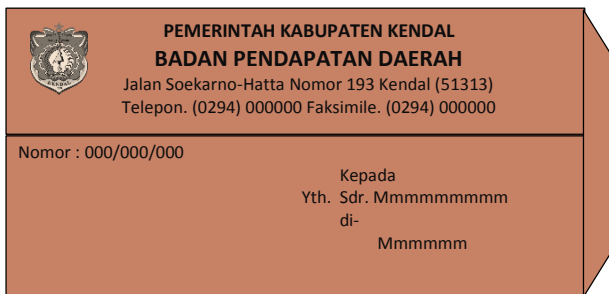 PEMERINTAH KABUPATEN KENDAL
BADAN PENDAPATAN DAERAH
Jalan Soekarno-Hatta Nomor 193 Kendal (51313)
Telepon. (0294) 000000 Faksimile. (0294) 000000
KENDAL
Nomor : 000/000/000
Kepada
Yth. Sdr. Mmmmmmmmm
di-
Mmmmmm